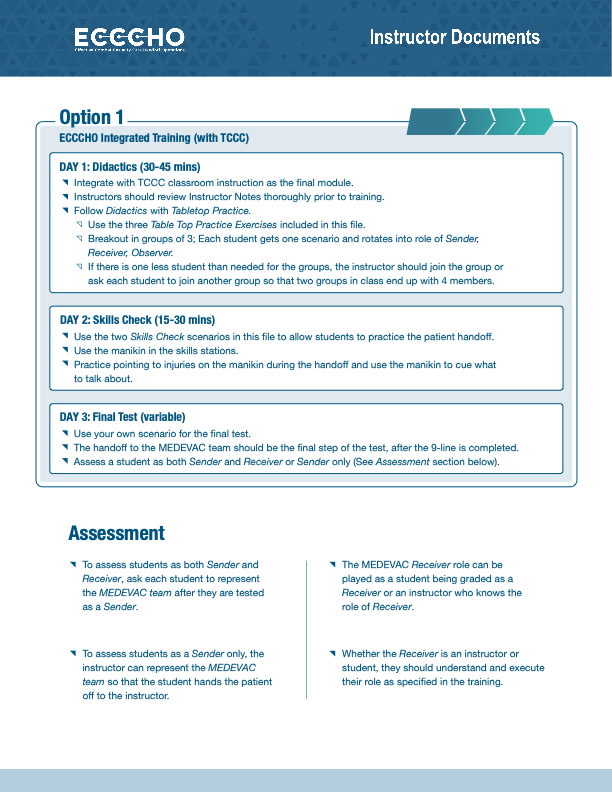 ECCCHO
Effective Combat Casualty Care Handoff Operations
Instructor Documents
Option 1
ECCCHO Integrated Training (with TCCC)
DAY 1: Didactics (30-45 mins)
Integrate with TCCC classroom instruction as the final module.
Instructors should review Instructor Notes thoroughly prior to training.
Follow Didactics with Tabletop Practice.
Use the three Table Top Practice Exercises included in this file.
Breakout in groups of 3; Each student gets one scenario and rotates into role of Sender,
Receiver, Observer.
If there is one less student than needed for the groups, the instructor should join the group or
ask each student to join another group so that two groups in class end up with 4 members.
DAY 2: Skills Check (15-30 mins)
Use the two Skills Check scenarios in this file to allow students to practice the patient handoff.
Use the manikin in the skills stations.
Practice pointing to injuries on the manikin during the handoff and use the manikin to cue what
to talk about.
DAY 3: Final Test (variable)
Use your own scenario for the final test.
The handoff to the MEDEVAC team should be the final step of the test, after the 9-line is completed.
Assess a student as both Sender and Receiver or Sender only (See Assessment section below).
Assessment
To assess students as both Sender and
Receiver, ask each student to represent
the MEDEVAC team after they are tested
as a Sender.
To assess students as a Sender only, the
instructor can represent the MEDEVAC
team so that the student hands the patient
off to the instructor.
The MEDEVAC Receiver role can be
played as a student being graded as a
Receiver or an instructor who knows the
role of Receiver.
Whether the Receiver is an instructor or
student, they should understand and execute
their role as specified in the training.